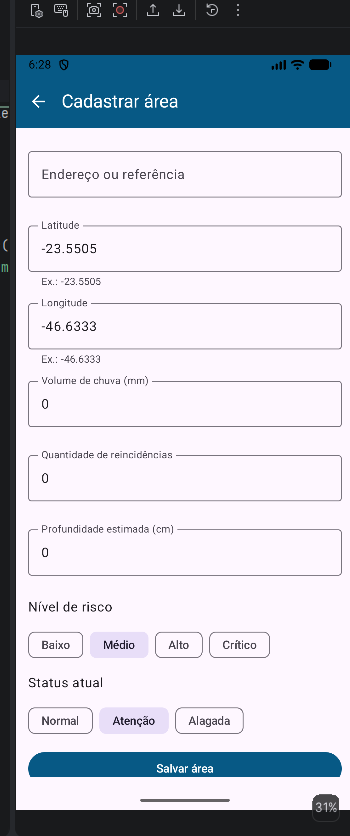 6:28
Cadastrar área
Endereço ou referência
Latitude
-23.5505
Ex.: -23.5505
Longitude
-46.6333
Ex.: -46.6333
Volume de chuva (mm)
0
Quantidade de reincidências
0
Profundidade estimada (cm)
0
Nível de risco
Baixo Médio Alto Crítico
Status atual
Normal Atenção Alagada
Salvar área
31%